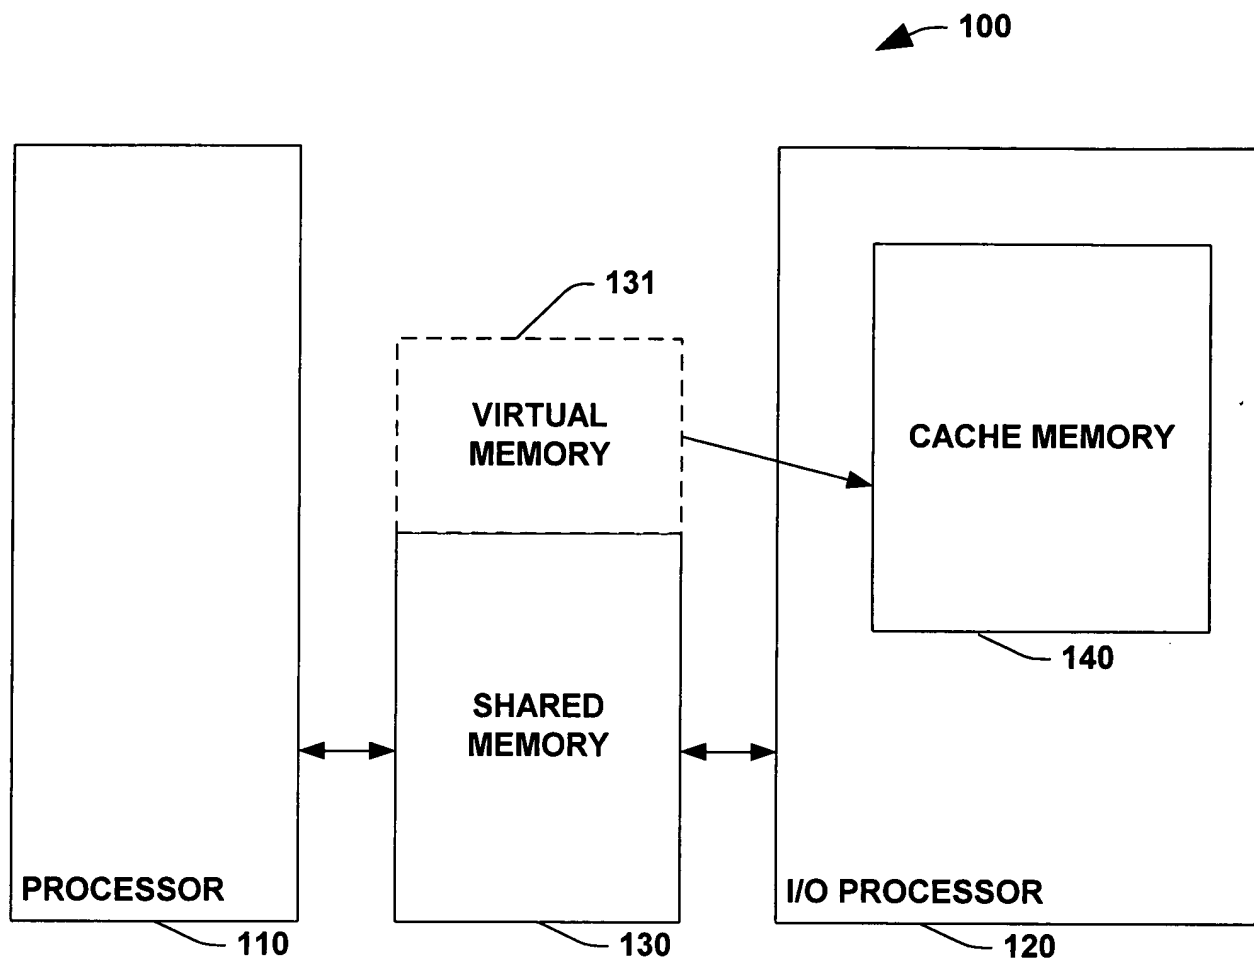 100
131
VIRTUAL
MEMORY
CACHE MEMORY
140
SHARED
MEMORY
PROCESSOR
I/O PROCESSOR
110
130
120